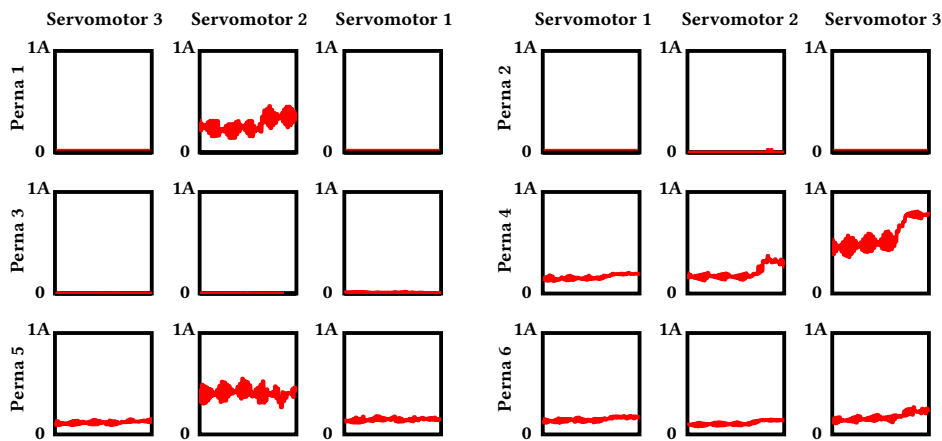 Servomotor 3 Servomotor 2 Servomotor 1 Servomotor 1 Servomotor 2 Servomotor 3
1A 1A 1A 1A 1A 1A
Perna 1 Perna 2
0 0 0 0 0 0
1A 1A 1A 1A 1A 1A
Perna 3 Perna 4
0 0 0 0 0 0
1A 1A 1A 1A 1A 1A
Perna 5 Perna 6
0 0 0 0 0 0